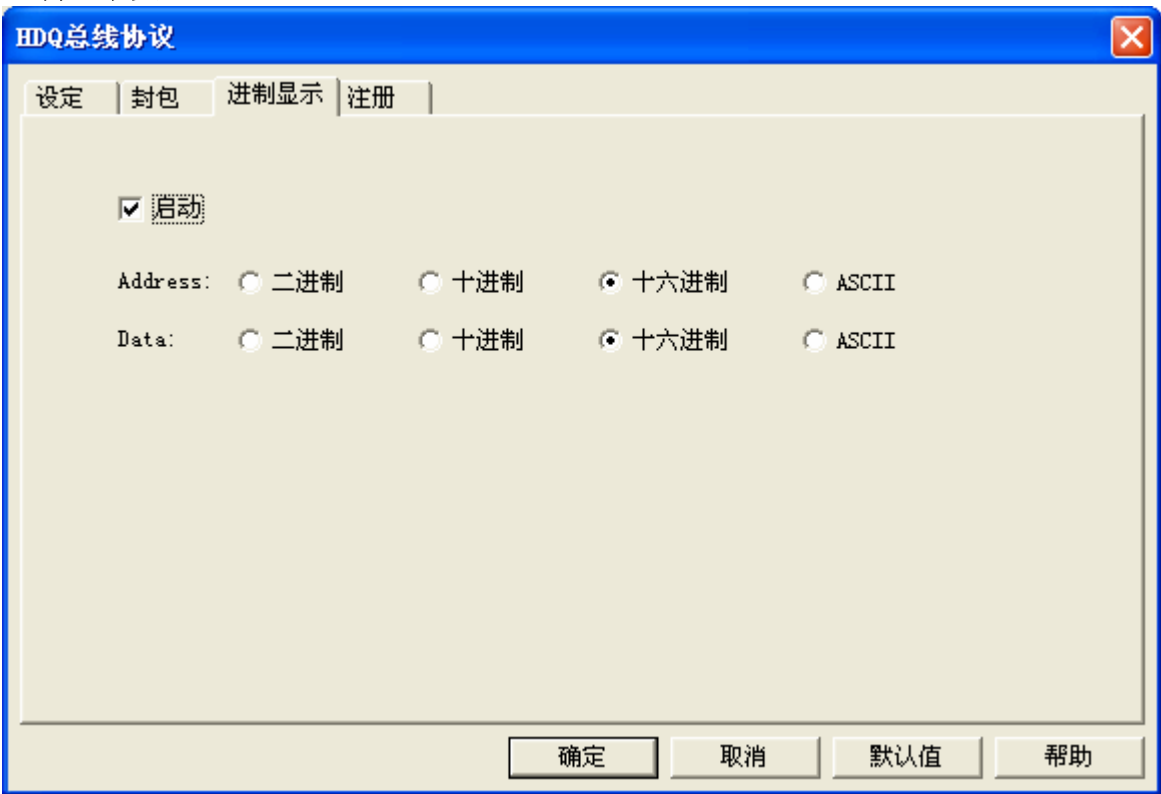 HDQ总线协议
设定 封包 进制显示 注册
启动
Address: 二进制 十进制 十六进制 ASCII
Data: 二进制 十进制 十六进制 ASCII
确定 取消 默认值 帮助